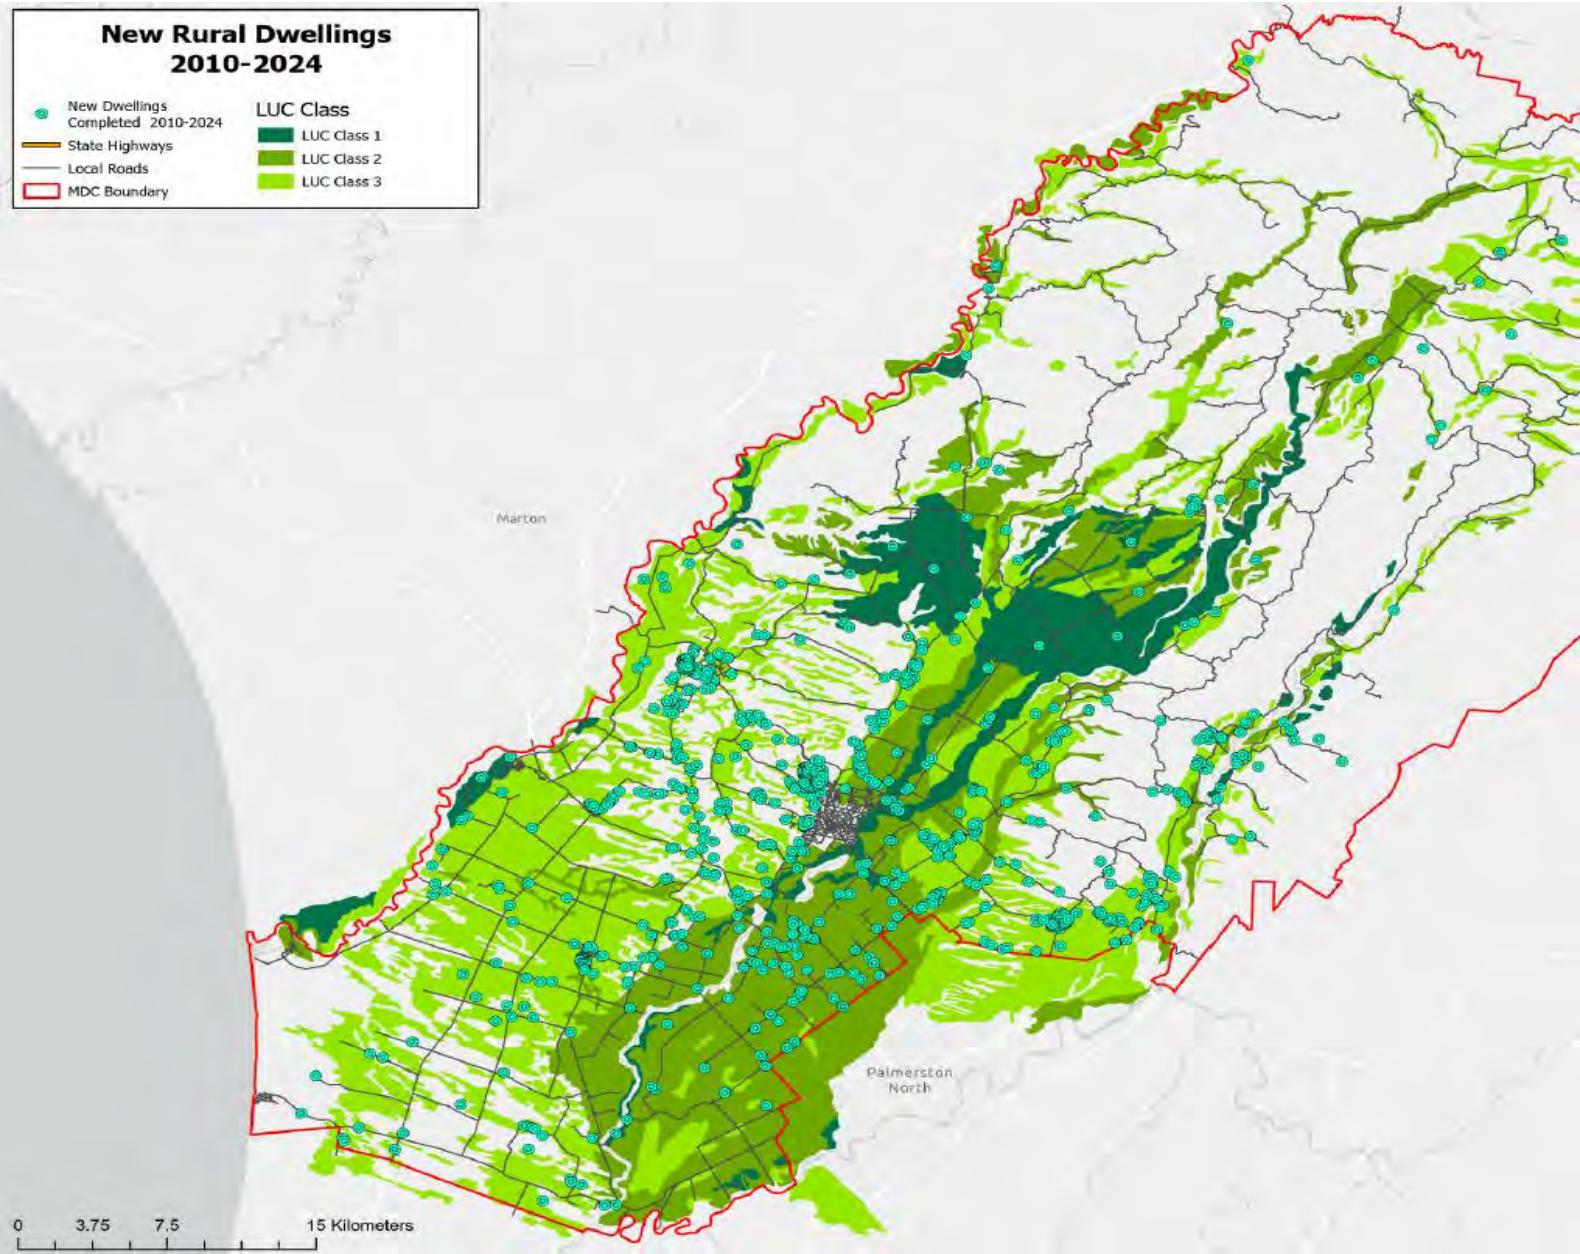 New Rural Dwellings
2010-2024
New Dwellings
Completed 2010-2024
State Highways
Local Roads
MDC Boundary
LUC Class
LUC Class 1
LUC Class 2
LUC Class 3
Marton
Palmerston
North
0 3.75 7.5 15 Kilometers